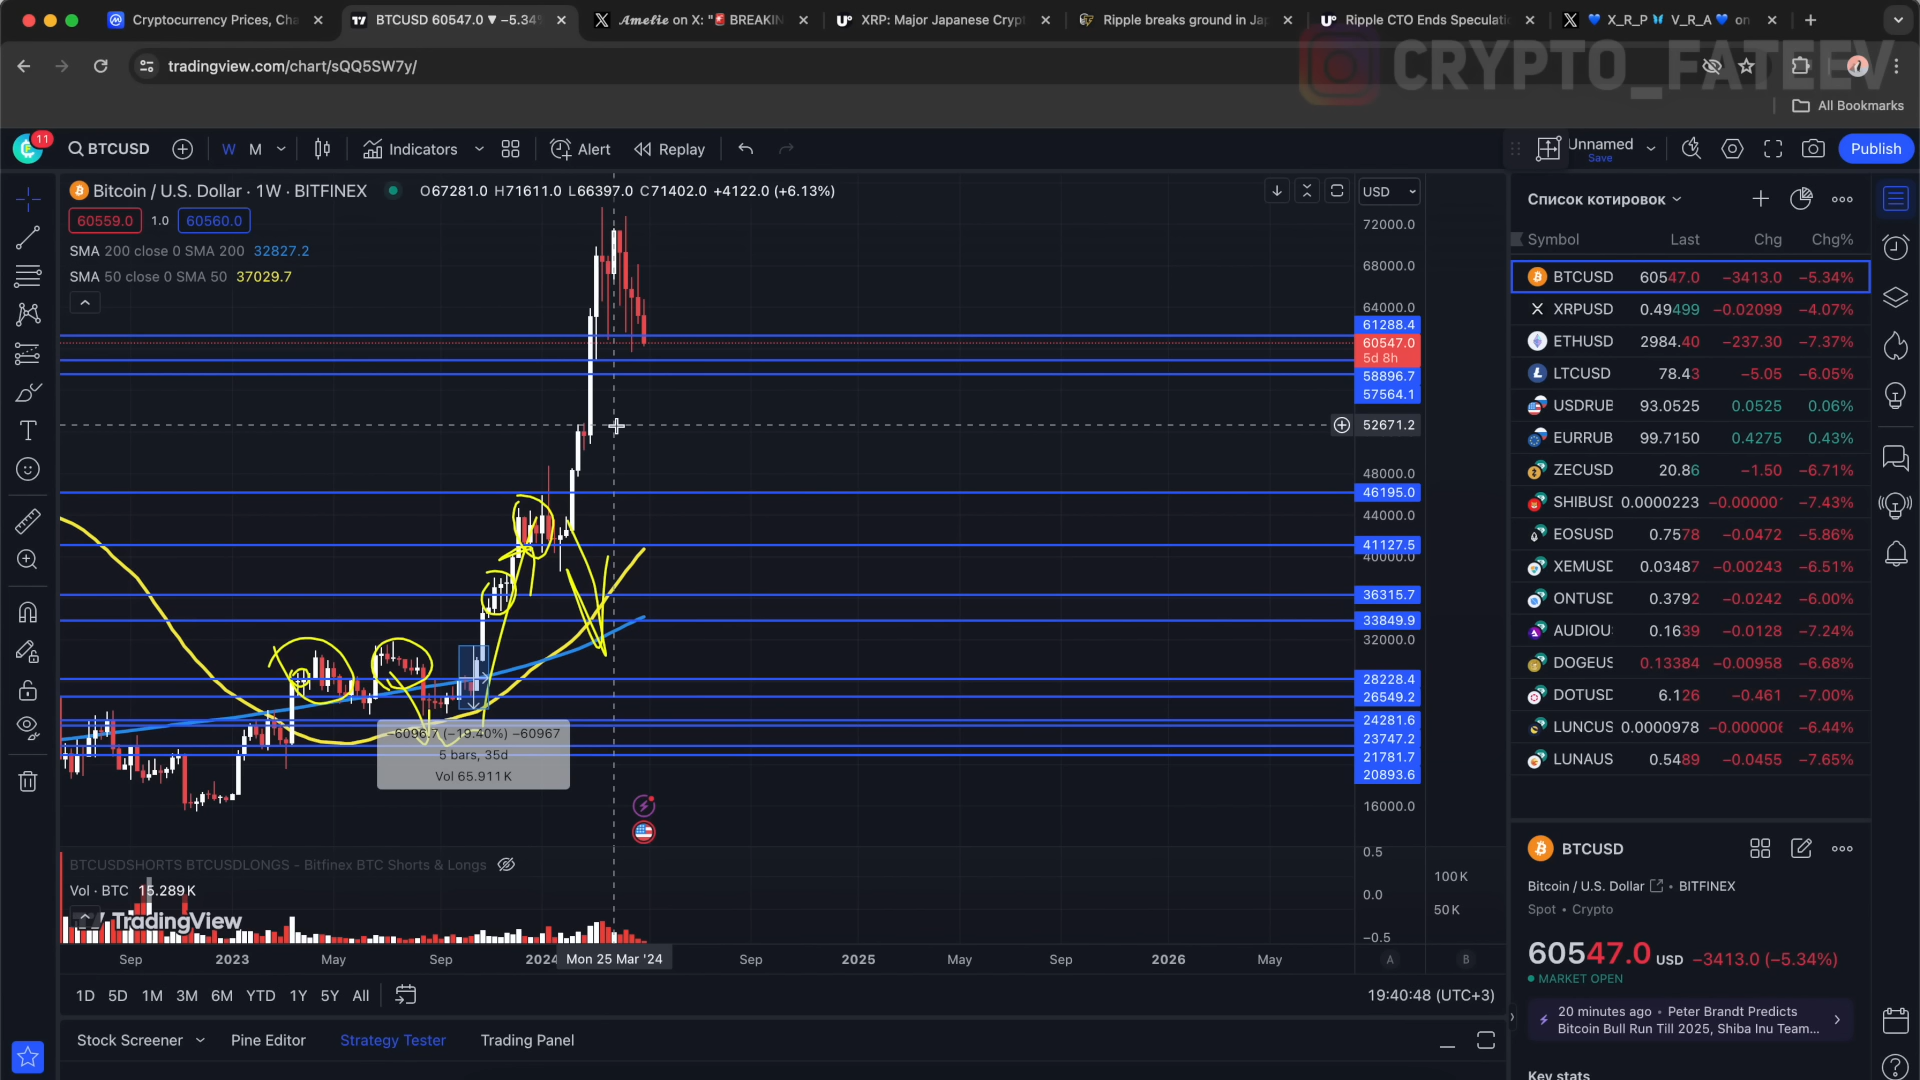 Cryptocurrency Prices, Cha
BTCUSD 60547.0 ▼ −5.34
𝓐𝓶𝓮𝓵𝓲𝓮 on X: "🚨 BREAKIN
XRP: Major Japanese Crypt
Ripple breaks ground in Jap
Ripple CTO Ends Speculati
💙 X_R_P 🦋 V_R_A 💙 on
tradingview.com/chart/sQQ5SW7y/
CRYPTO_FATEEV
All Bookmarks
11
BTCUSD
W
M
Indicators
Alert
Replay
Unnamed
Save
Publish
Bitcoin / U.S. Dollar · 1W · BITFINEX
O67281.0 H71611.0 L66397.0 C71402.0 +4122.0 (+6.13%)
USD
60559.0 1.0 60560.0
SMA 200 close 0 SMA 200 32827.2
SMA 50 close 0 SMA 50 37029.7
72000.0
68000.0
64000.0
61288.4
60547.0
5d 8h
58896.7
57564.1
52671.2
48000.0
46195.0
44000.0
41127.5
40000.0
36315.7
33849.9
32000.0
28228.4
26549.2
24281.6
23747.2
21781.7
20893.6
16000.0
−6096.7 (−19.40%) −60967
5 bars, 35d
Vol 65.911K
BTCUSDSHORTS BTCUSDLONGS - Bitfinex BTC Shorts & Longs
Vol · BTC 15.289K
TradingView
0.5
0.0
−0.5
100K
50K
Sep 2023 May Sep 2024 Mon 25 Mar '24 Sep 2025 May Sep 2026 May
A B
1D 5D 1M 3M 6M YTD 1Y 5Y All
19:40:48 (UTC+3)
Stock Screener Pine Editor Strategy Tester Trading Panel
Список котировок
Symbol Last Chg Chg%
BTCUSD 60547.0 −3413.0 −5.34%
XRPUSD 0.49499 −0.02099 −4.07%
ETHUSD 2984.40 −237.30 −7.37%
LTCUSD 78.43 −5.05 −6.05%
USDRUB 93.0525 0.0525 0.06%
EURRUB 99.7150 0.4275 0.43%
ZECUSD 20.86 −1.50 −6.71%
SHIBUSD 0.0000223 −0.00000 −7.43%
EOSUSD 0.7578 −0.0472 −5.86%
XEMUSD 0.03487 −0.00243 −6.51%
ONTUSD 0.3792 −0.0242 −6.00%
AUDIOU 0.1639 −0.0128 −7.24%
DOGEUS 0.13384 −0.00958 −6.68%
DOTUSD 6.126 −0.461 −7.00%
LUNCUS 0.0000978 −0.000006 −6.44%
LUNAUS 0.5489 −0.0455 −7.65%
BTCUSD
Bitcoin / U.S. Dollar • BITFINEX
Spot • Crypto
60547.0 USD −3413.0 (−5.34%)
MARKET OPEN
20 minutes ago • Peter Brandt Predicts
Bitcoin Bull Run Till 2025, Shiba Inu Team...
Key stats